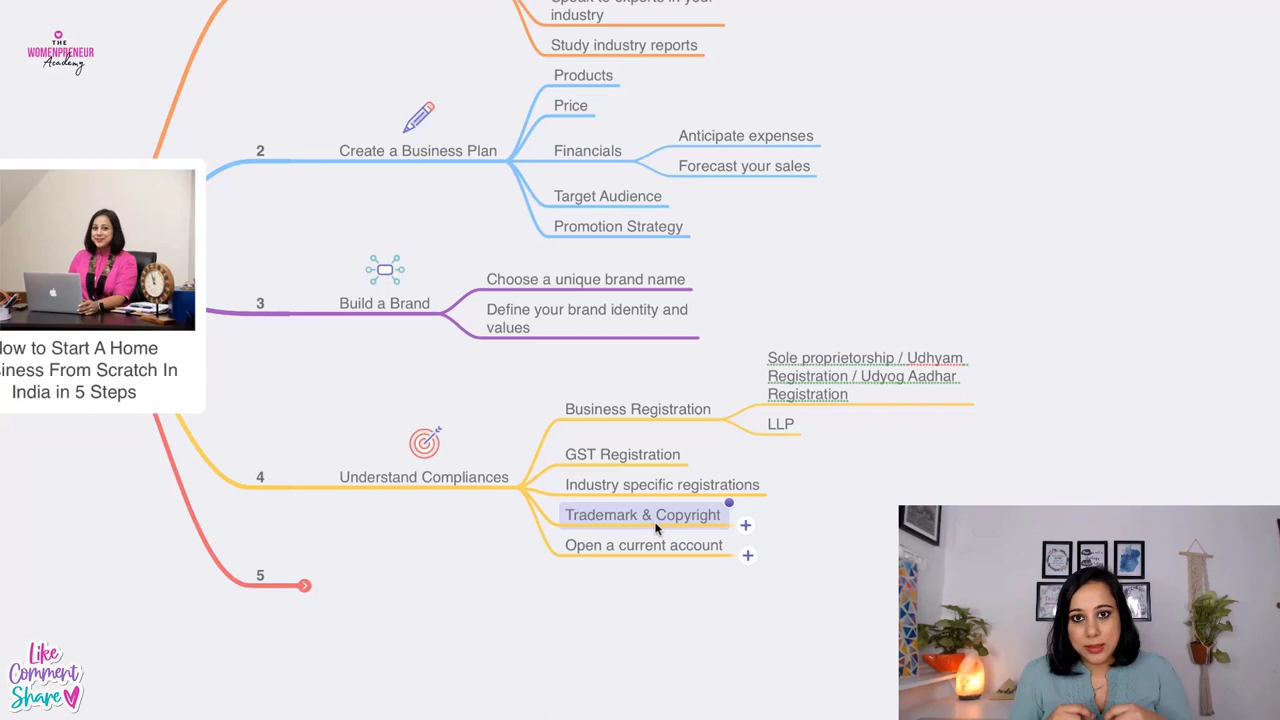 THE
WOMENPRENEUR
Academy
Speak to experts in your
industry
Study industry reports
2
Create a Business Plan
Products
Price
Financials
Anticipate expenses
Forecast your sales
Target Audience
Promotion Strategy
3
Build a Brand
Choose a unique brand name
Define your brand identity and
values
How to Start A Home
siness From Scratch In
India in 5 Steps
4
Understand Compliances
Business Registration
Sole proprietorship / Udhyam
Registration / Udyog Aadhar
Registration
LLP
GST Registration
Industry specific registrations
Trademark & Copyright
Open a current account
5
Like
Comment
Share